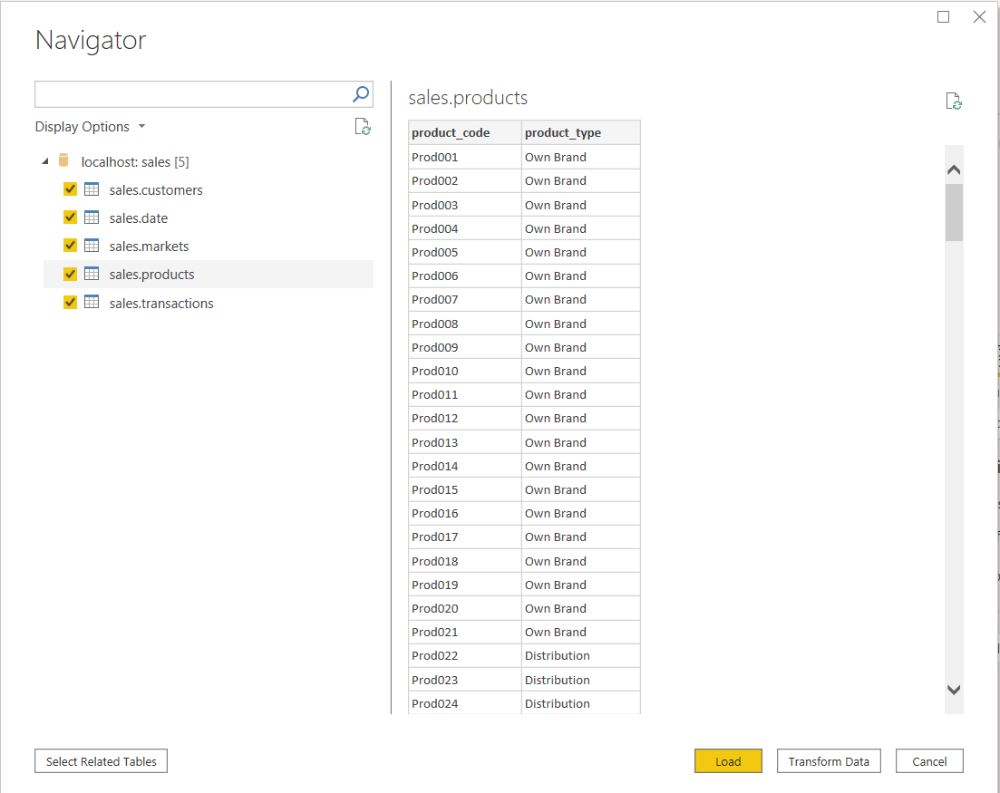 Navigator
Display Options
localhost: sales [5]
sales.customers
sales.date
sales.markets
sales.products
sales.transactions
sales.products
product_code product_type
Prod001 Own Brand
Prod002 Own Brand
Prod003 Own Brand
Prod004 Own Brand
Prod005 Own Brand
Prod006 Own Brand
Prod007 Own Brand
Prod008 Own Brand
Prod009 Own Brand
Prod010 Own Brand
Prod011 Own Brand
Prod012 Own Brand
Prod013 Own Brand
Prod014 Own Brand
Prod015 Own Brand
Prod016 Own Brand
Prod017 Own Brand
Prod018 Own Brand
Prod019 Own Brand
Prod020 Own Brand
Prod021 Own Brand
Prod022 Distribution
Prod023 Distribution
Prod024 Distribution
Select Related Tables
Load
Transform Data
Cancel